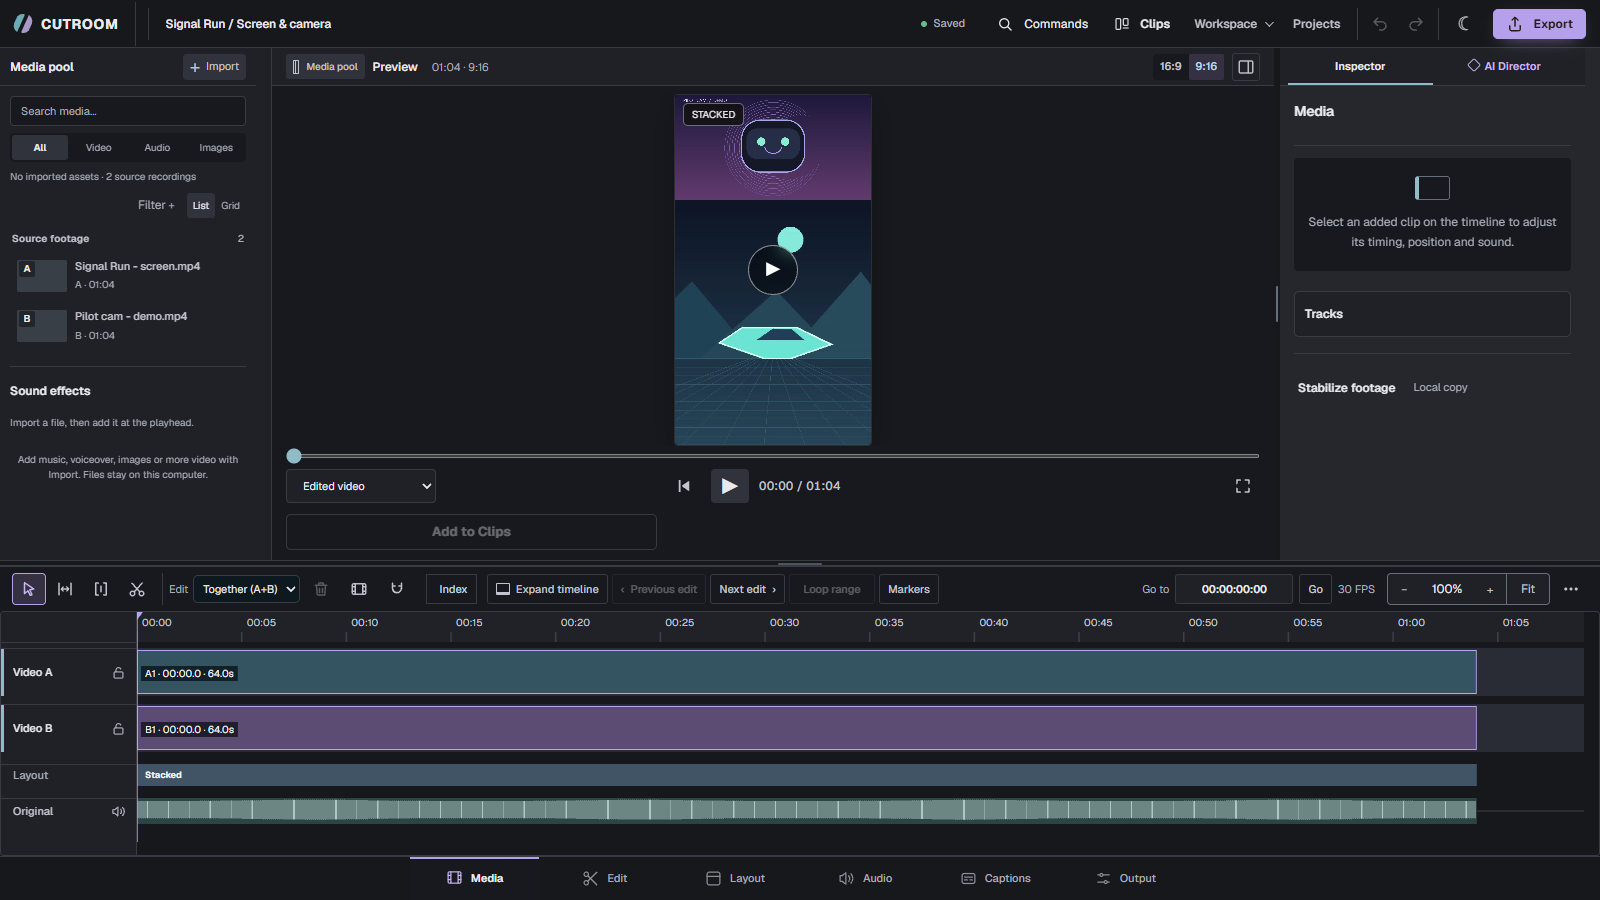 CUTROOM
Signal Run / Screen & camera
Saved
Commands
Clips
Workspace
Projects
Export
Media pool
+ Import
Media pool
Preview
01:04 · 9:16
16:9
9:16
Inspector
AI Director
Search media...
All
Video
Audio
Images
No imported assets · 2 source recordings
Filter +
List
Grid
Source footage
2
A
Signal Run - screen.mp4
A · 01:04
B
Pilot cam - demo.mp4
B · 01:04
Sound effects
Import a file, then add it at the playhead.
Add music, voiceover, images or more video with
Import. Files stay on this computer.
STACKED
Edited video
00:00 / 01:04
Add to Clips
Media
Select an added clip on the timeline to adjust
its timing, position and sound.
Tracks
Stabilize footage
Local copy
Edit
Together (A+B)
Index
Expand timeline
‹ Previous edit
Next edit ›
Loop range
Markers
Go to
00:00:00:00
Go
30 FPS
−
100%
+
Fit
00:00
00:05
00:10
00:15
00:20
00:25
00:30
00:35
00:40
00:45
00:50
00:55
01:00
01:05
Video A
A1 · 00:00.0 · 64.0s
Video B
B1 · 00:00.0 · 64.0s
Layout
Stacked
Original
Media
Edit
Layout
Audio
Captions
Output